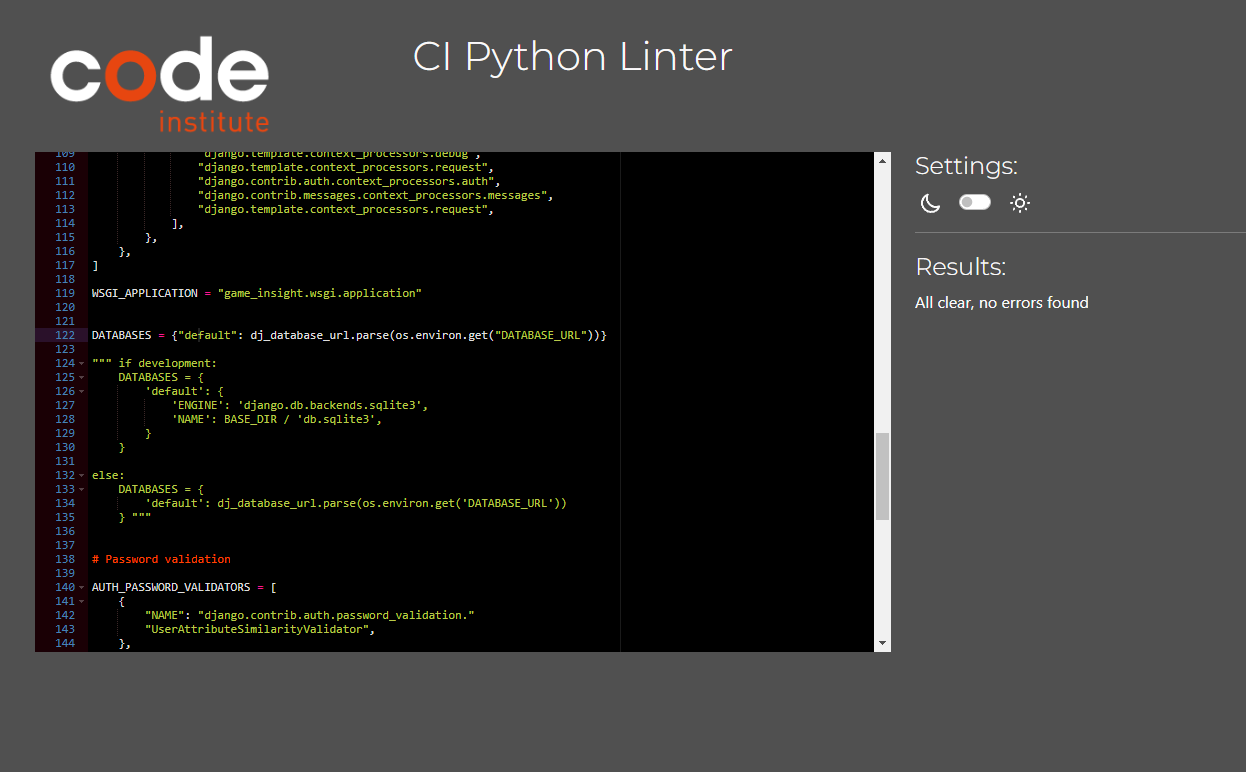 code
institute
CI Python Linter
109 "django.template.context_processors.debug",
110 "django.template.context_processors.request",
111 "django.contrib.auth.context_processors.auth",
112 "django.contrib.messages.context_processors.messages",
113 "django.template.context_processors.request",
114 ],
115 },
116 },
117 ]
118
119 WSGI_APPLICATION = "game_insight.wsgi.application"
120
121
122 DATABASES = {"default": dj_database_url.parse(os.environ.get("DATABASE_URL"))}
123
124 """ if development:
125 DATABASES = {
126 'default': {
127 'ENGINE': 'django.db.backends.sqlite3',
128 'NAME': BASE_DIR / 'db.sqlite3',
129 }
130 }
131
132 else:
133 DATABASES = {
134 'default': dj_database_url.parse(os.environ.get('DATABASE_URL'))
135 } """
136
137
138 # Password validation
139
140 AUTH_PASSWORD_VALIDATORS = [
141 {
142 "NAME": "django.contrib.auth.password_validation."
143 "UserAttributeSimilarityValidator",
144 },
Settings:
Results:
All clear, no errors found